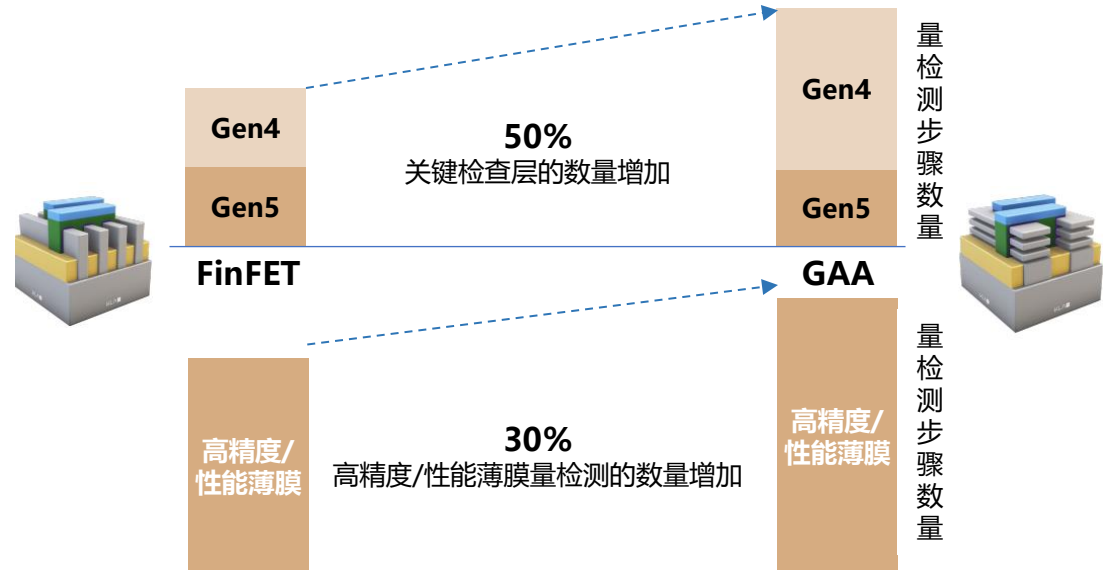 Gen4
Gen5
50%
关键检查层的数量增加
Gen4
Gen5
量检测步骤数量
FinFET
GAA
高精度/
性能薄膜
30%
高精度/性能薄膜量检测的数量增加
高精度/
性能薄膜
量检测步骤数量